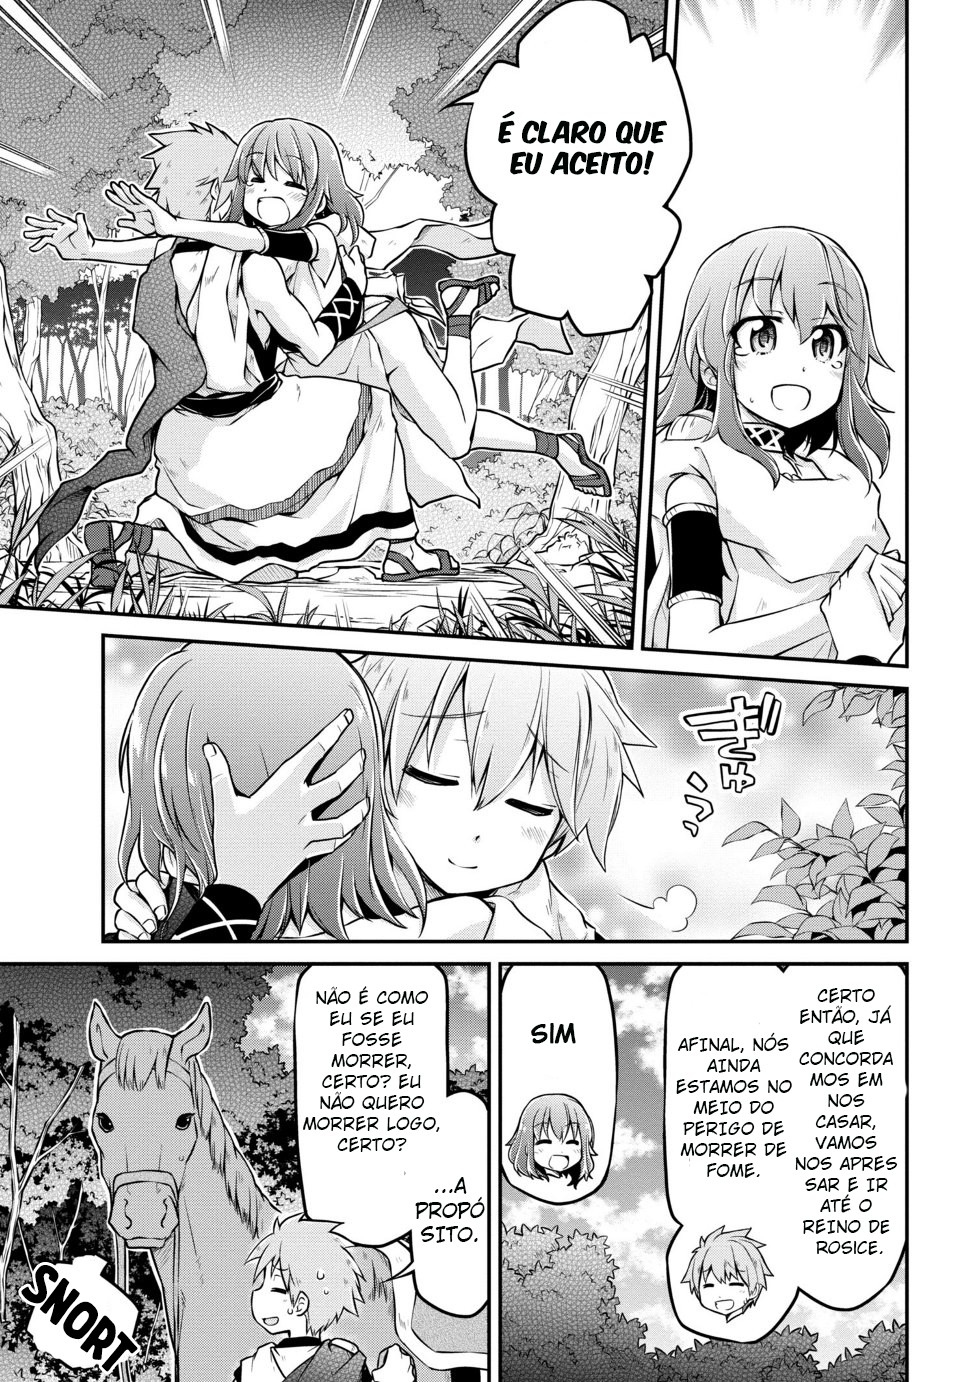 É CLARO QUE
EU ACEITO!
ぎゅっ
CERTO
ENTÃO, JÁ
QUE
CONCORDA
MOS EM
NOS
CASAR,
VAMOS
NOS APRES
SAR E IR
ATÉ O
REINO DE
ROSICE.
AFINAL, NÓS
AINDA
ESTAMOS NO
MEIO DO
PERIGO DE
MORRER DE
FOME.
SIM
...A
PROPÓ
SITO.
NÃO É COMO
EU SE EU
FOSSE
MORRER,
CERTO? EU
NÃO QUERO
MORRER LOGO,
CERTO?
SNORT